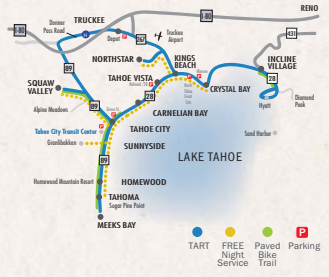 RENO
I-80
TRUCKEE
Donner
Pass Road
I-80
Depot
267
Truckee
Airport
431
NORTHSTAR
KINGS
BEACH
INCLINE
VILLAGE
89
TAHOE VISTA
28
SQUAW
VALLEY
CRYSTAL BAY
Hyatt
Diamond
Peak
28
Alpine Meadows
89
CARNELIAN BAY
Tahoe City Transit Center
TAHOE CITY
Sand Harbor
Granlibakken
SUNNYSIDE
89
LAKE TAHOE
Homewood Mountain Resort
HOMEWOOD
TAHOMA
Sugar Pine Point
MEEKS BAY
P
TART
FREE
Night
Service
Paved
Bike
Trail
Parking